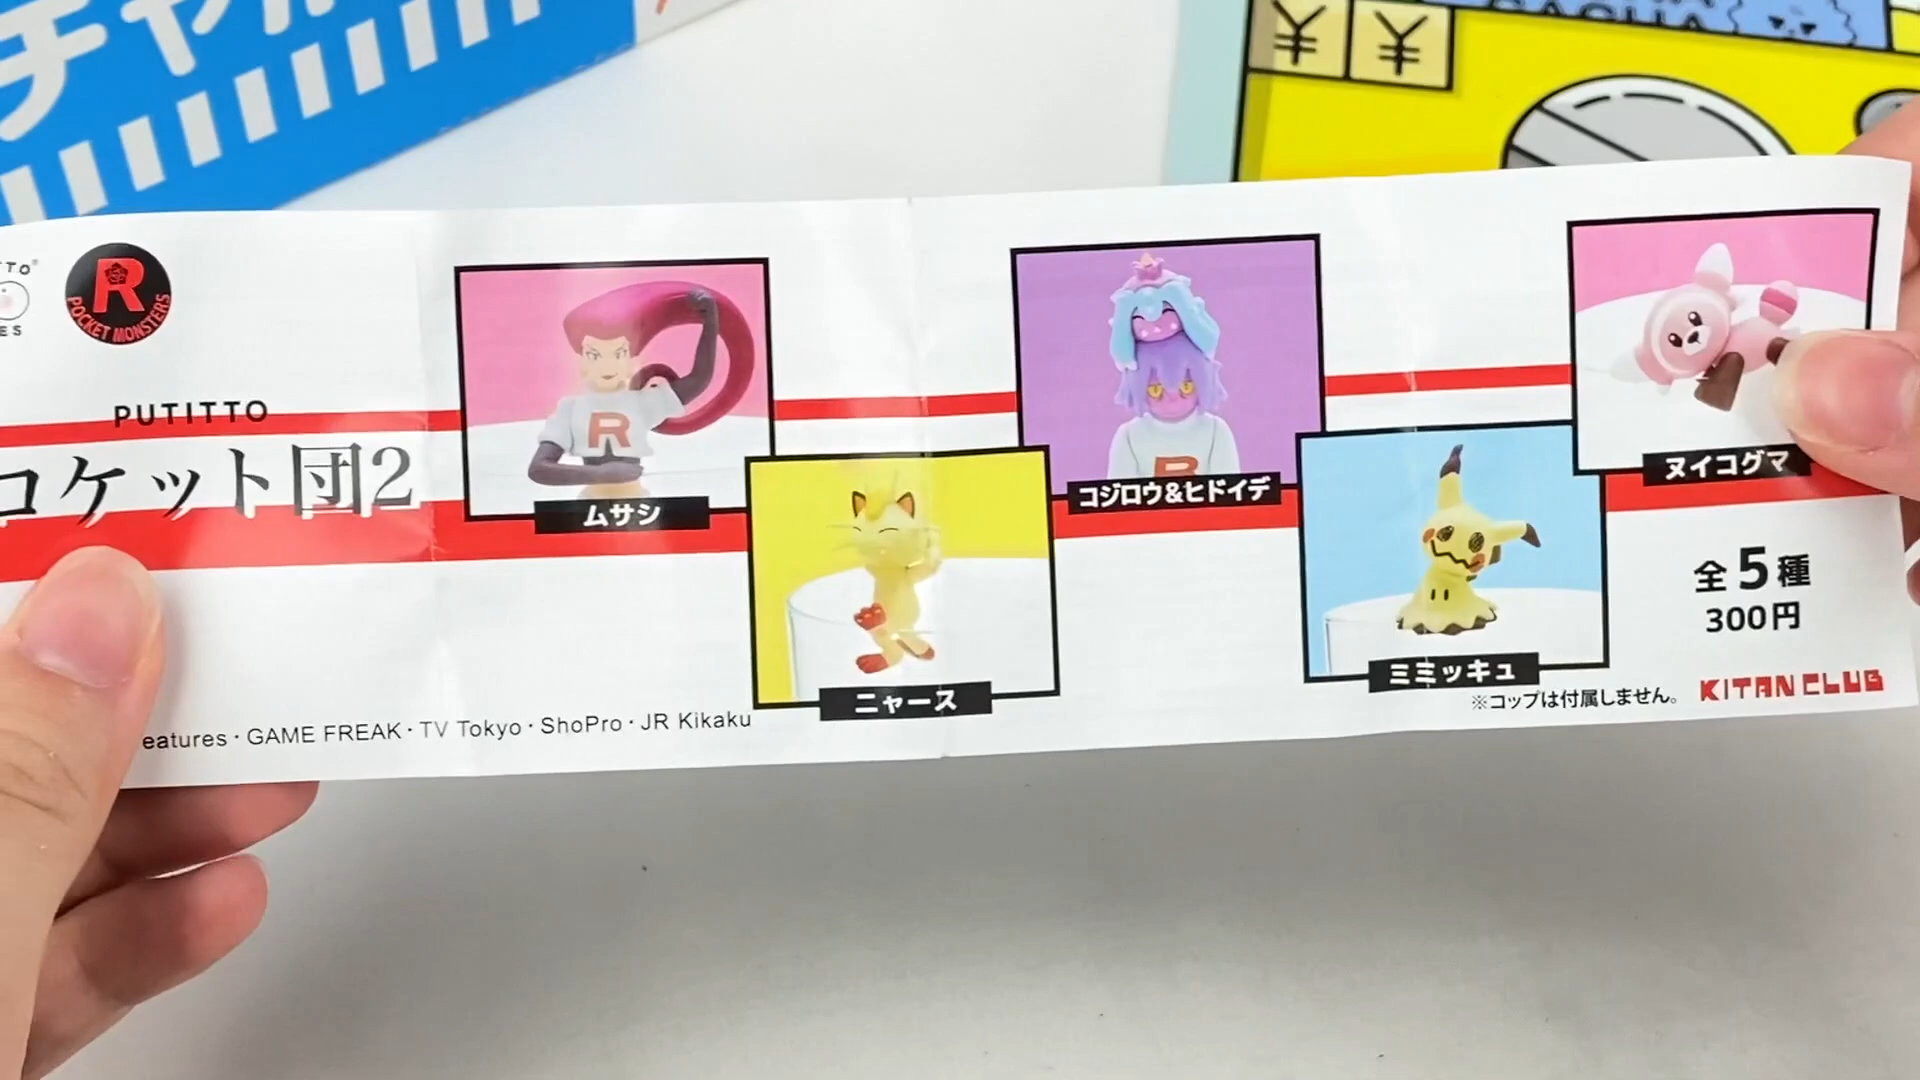 チャ
¥ ¥
R
POCKET MONSTERS
PUTITTO
ロケット団2
R
ムサシ
ニャース
R
コジロウ&ヒドイデ
ミミッキュ
ヌイコグマ
全5種
300円
※コップは付属しません。
KITAN CLUB
eatures・GAME FREAK・TV Tokyo・ShoPro・JR Kikaku